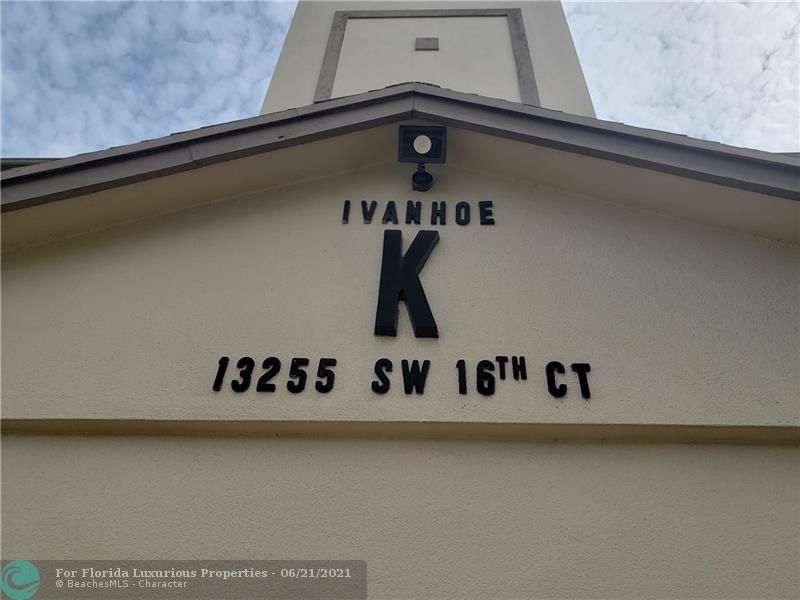 IVANHOE
K
13255 SW 16TH CT
For Florida Luxurious Properties - 06/21/2021
© BeachesMLS - Character